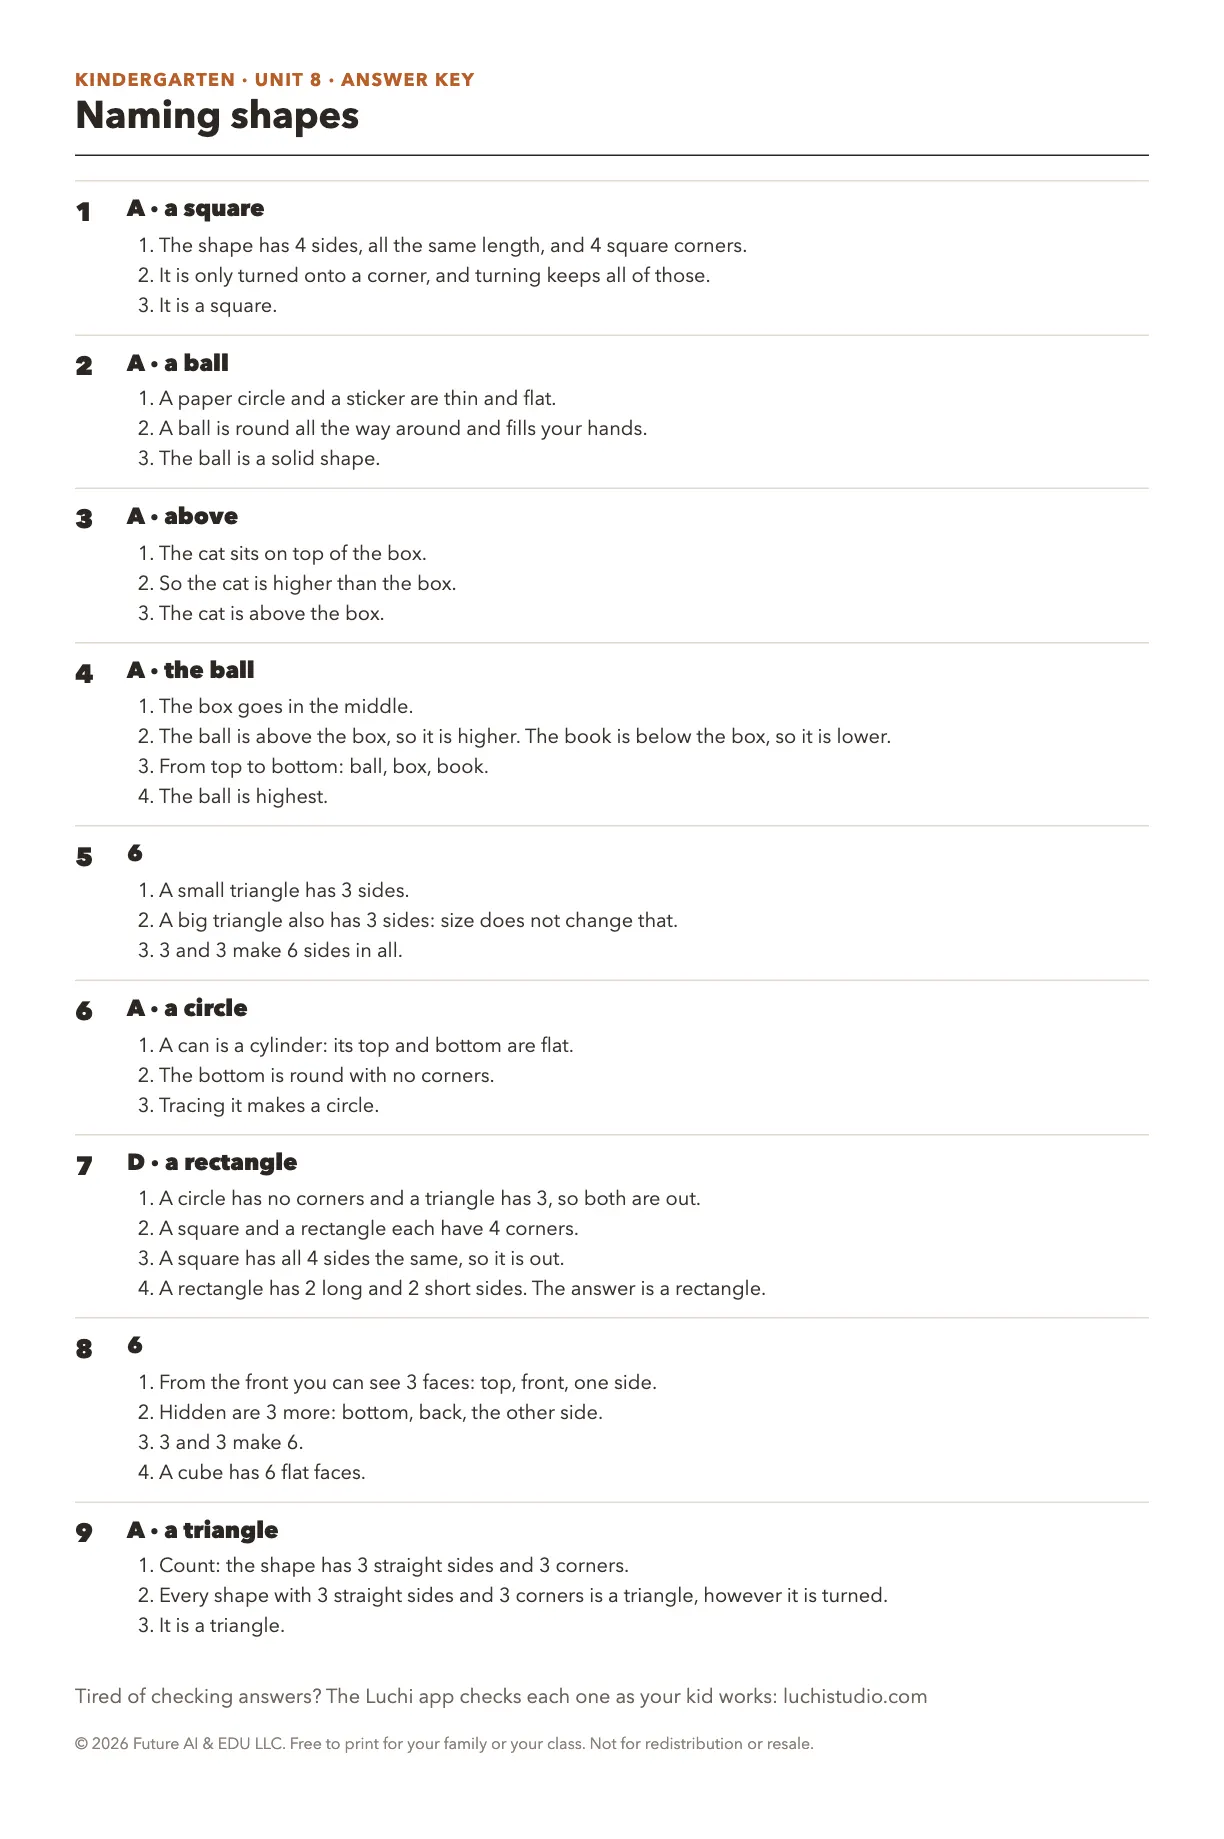 KINDERGARTEN · UNIT 8 · ANSWER KEY
Naming shapes
1 A · a square
1. The shape has 4 sides, all the same length, and 4 square corners.
2. It is only turned onto a corner, and turning keeps all of those.
3. It is a square.
2 A · a ball
1. A paper circle and a sticker are thin and flat.
2. A ball is round all the way around and fills your hands.
3. The ball is a solid shape.
3 A · above
1. The cat sits on top of the box.
2. So the cat is higher than the box.
3. The cat is above the box.
4 A · the ball
1. The box goes in the middle.
2. The ball is above the box, so it is higher. The book is below the box, so it is lower.
3. From top to bottom: ball, box, book.
4. The ball is highest.
5 6
1. A small triangle has 3 sides.
2. A big triangle also has 3 sides: size does not change that.
3. 3 and 3 make 6 sides in all.
6 A · a circle
1. A can is a cylinder: its top and bottom are flat.
2. The bottom is round with no corners.
3. Tracing it makes a circle.
7 D · a rectangle
1. A circle has no corners and a triangle has 3, so both are out.
2. A square and a rectangle each have 4 corners.
3. A square has all 4 sides the same, so it is out.
4. A rectangle has 2 long and 2 short sides. The answer is a rectangle.
8 6
1. From the front you can see 3 faces: top, front, one side.
2. Hidden are 3 more: bottom, back, the other side.
3. 3 and 3 make 6.
4. A cube has 6 flat faces.
9 A · a triangle
1. Count: the shape has 3 straight sides and 3 corners.
2. Every shape with 3 straight sides and 3 corners is a triangle, however it is turned.
3. It is a triangle.
Tired of checking answers? The Luchi app checks each one as your kid works: luchistudio.com
© 2026 Future AI & EDU LLC. Free to print for your family or your class. Not for redistribution or resale.